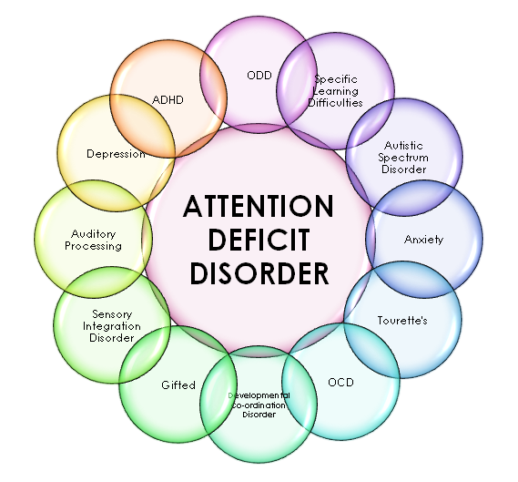 ATTENTION
DEFICIT
DISORDER
ODD
Specific
Learning
Difficulties
Autistic
Spectrum
Disorder
Anxiety
Tourette's
OCD
Developmental
Co-ordination
Disorder
Gifted
Sensory
Integration
Disorder
Auditory
Processing
Depression
ADHD